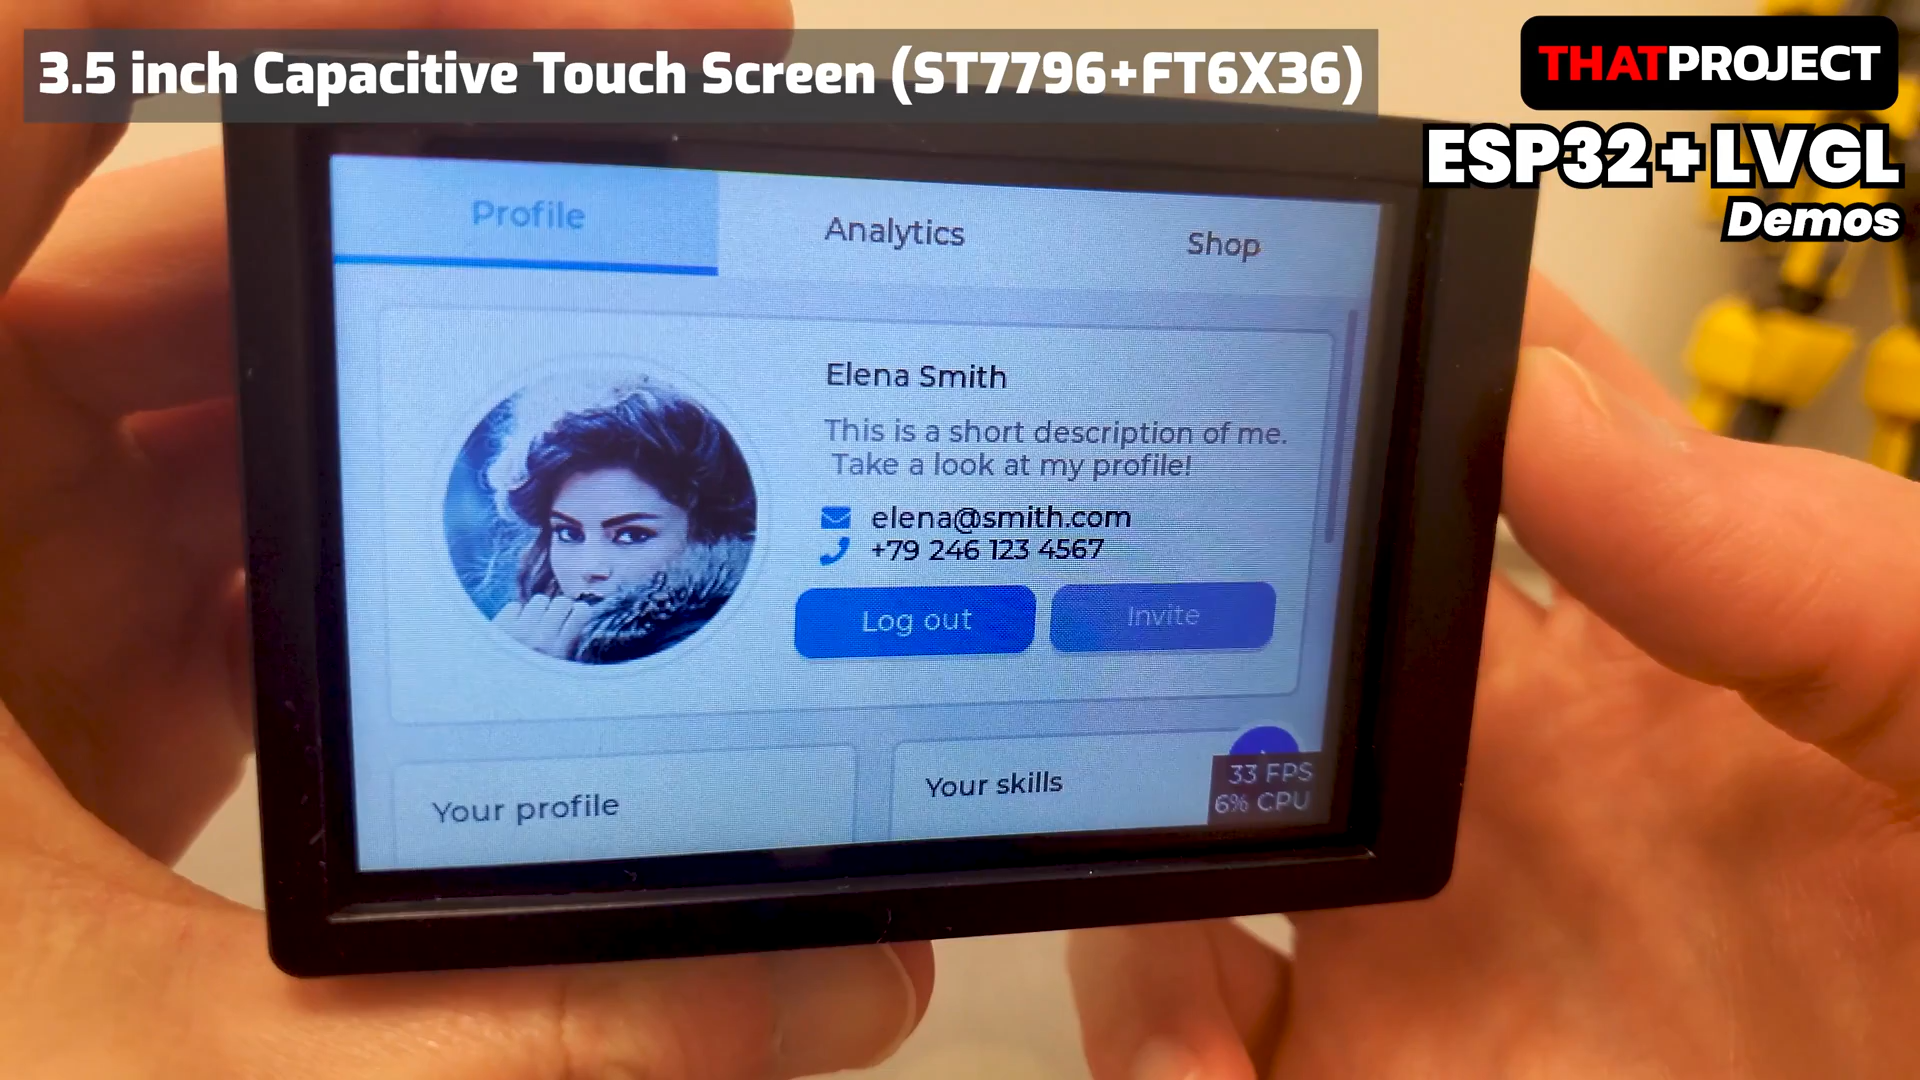 3.5 inch Capacitive Touch Screen (ST7796+FT6X36)
THATPROJECT
ESP32+LVGL
Demos
Profile
Analytics
Shop
Elena Smith
This is a short description of me.
Take a look at my profile!
elena@smith.com
+79 246 123 4567
Log out
Invite
Your profile
Your skills
33 FPS
6% CPU